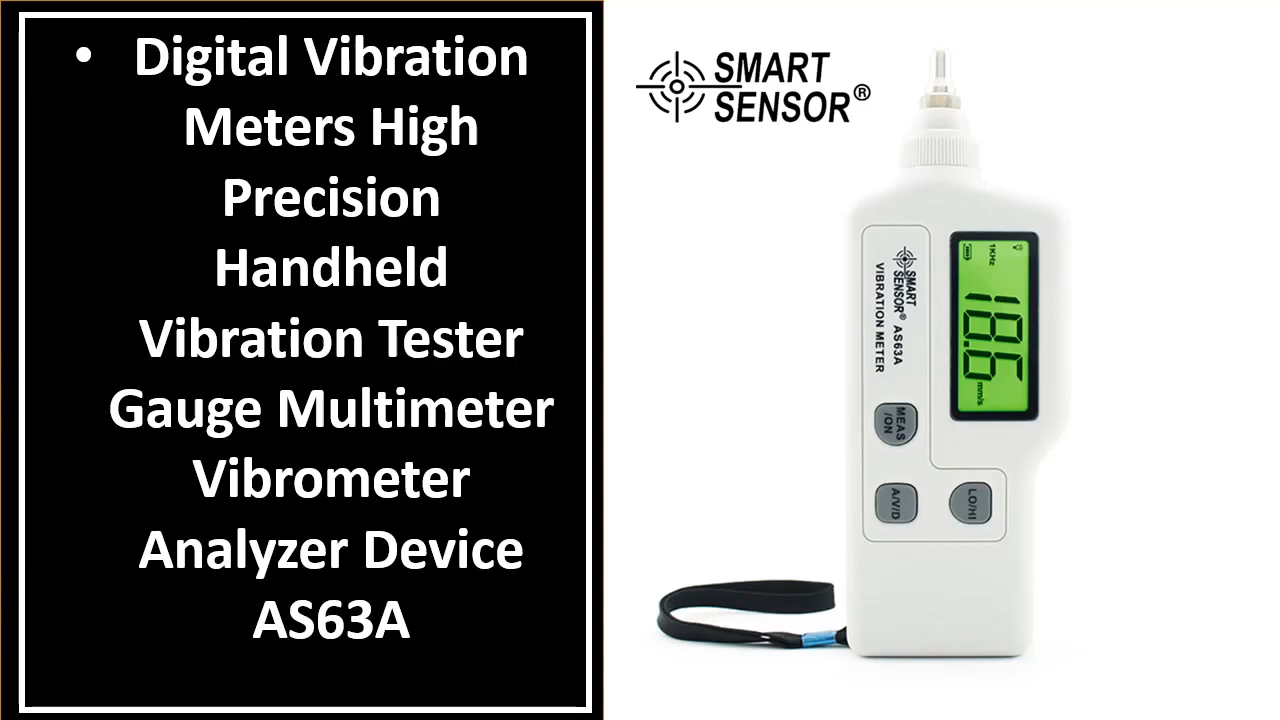 • Digital Vibration
Meters High
Precision
Handheld
Vibration Tester
Gauge Multimeter
Vibrometer
Analyzer Device
AS63A
SMART
SENSOR®
SMART
SENSOR® AS63A
VIBRATION METER
1KHz
18.6
mm/s
MEAS
/ON
A/V/D
LO/HI